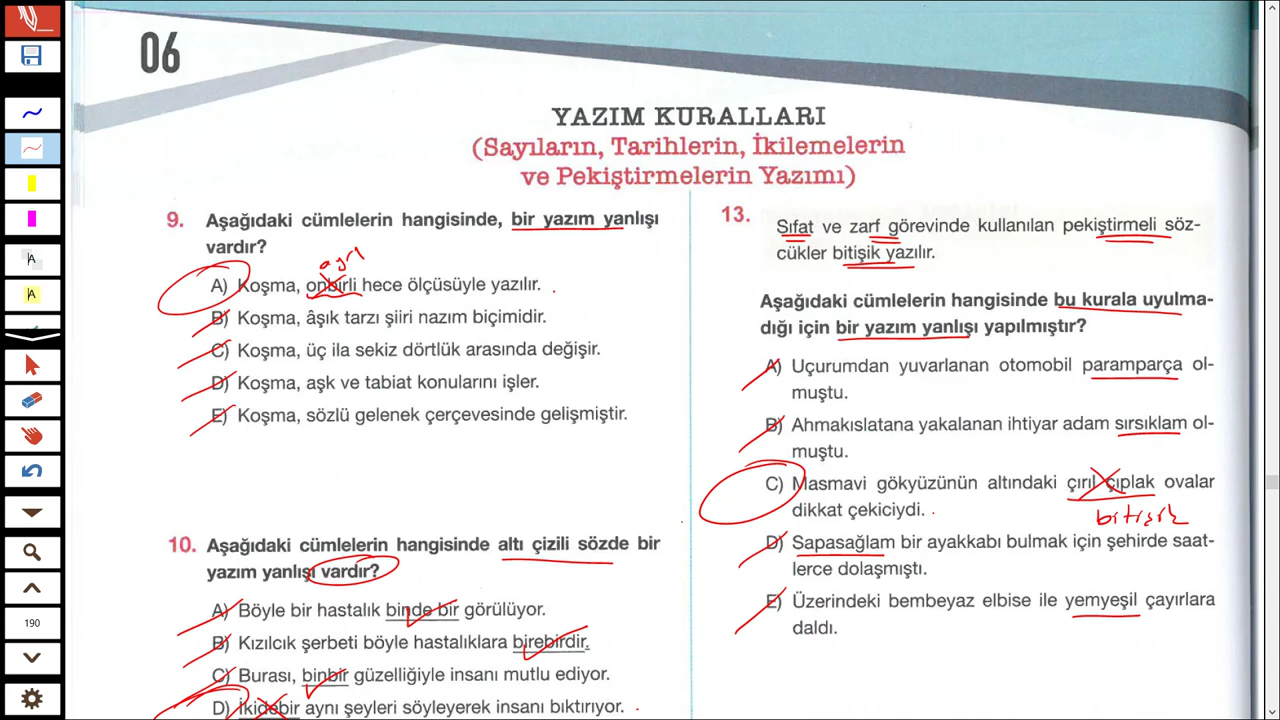 06
YAZIM KURALLARI
(Sayıların, Tarihlerin, İkilemelerin
ve Pekiştirmelerin Yazımı)
9. Aşağıdaki cümlelerin hangisinde, bir yazım yanlışı
vardır?
ayrı
A) Koşma, onbirli hece ölçüsüyle yazılır.
B) Koşma, âşık tarzı şiiri nazım biçimidir.
C) Koşma, üç ila sekiz dörtlük arasında değişir.
D) Koşma, aşk ve tabiat konularını işler.
E) Koşma, sözlü gelenek çerçevesinde gelişmiştir.
10. Aşağıdaki cümlelerin hangisinde altı çizili sözde bir
yazım yanlışı vardır?
A) Böyle bir hastalık binde bir görülüyor.
B) Kızılcık şerbeti böyle hastalıklara birebirdir.
C) Burası, binbir güzelliğiyle insanı mutlu ediyor.
D) İkidebir aynı şeyleri söyleyerek insanı bıktırıyor.
13.
Sıfat ve zarf görevinde kullanılan pekiştirmeli söz-
cükler bitişik yazılır.
Aşağıdaki cümlelerin hangisinde bu kurala uyulma-
dığı için bir yazım yanlışı yapılmıştır?
A) Uçurumdan yuvarlanan otomobil paramparça ol-
muştu.
B) Ahmakıslatana yakalanan ihtiyar adam sırsıklam ol-
muştu.
C) Masmavi gökyüzünün altındaki çırıl çıplak ovalar
dikkat çekiciydi.
bitişik
D) Sapasağlam bir ayakkabı bulmak için şehirde saat-
lerce dolaşmıştı.
E) Üzerindeki bembeyaz elbise ile yemyeşil çayırlara
daldı.
A
A
190